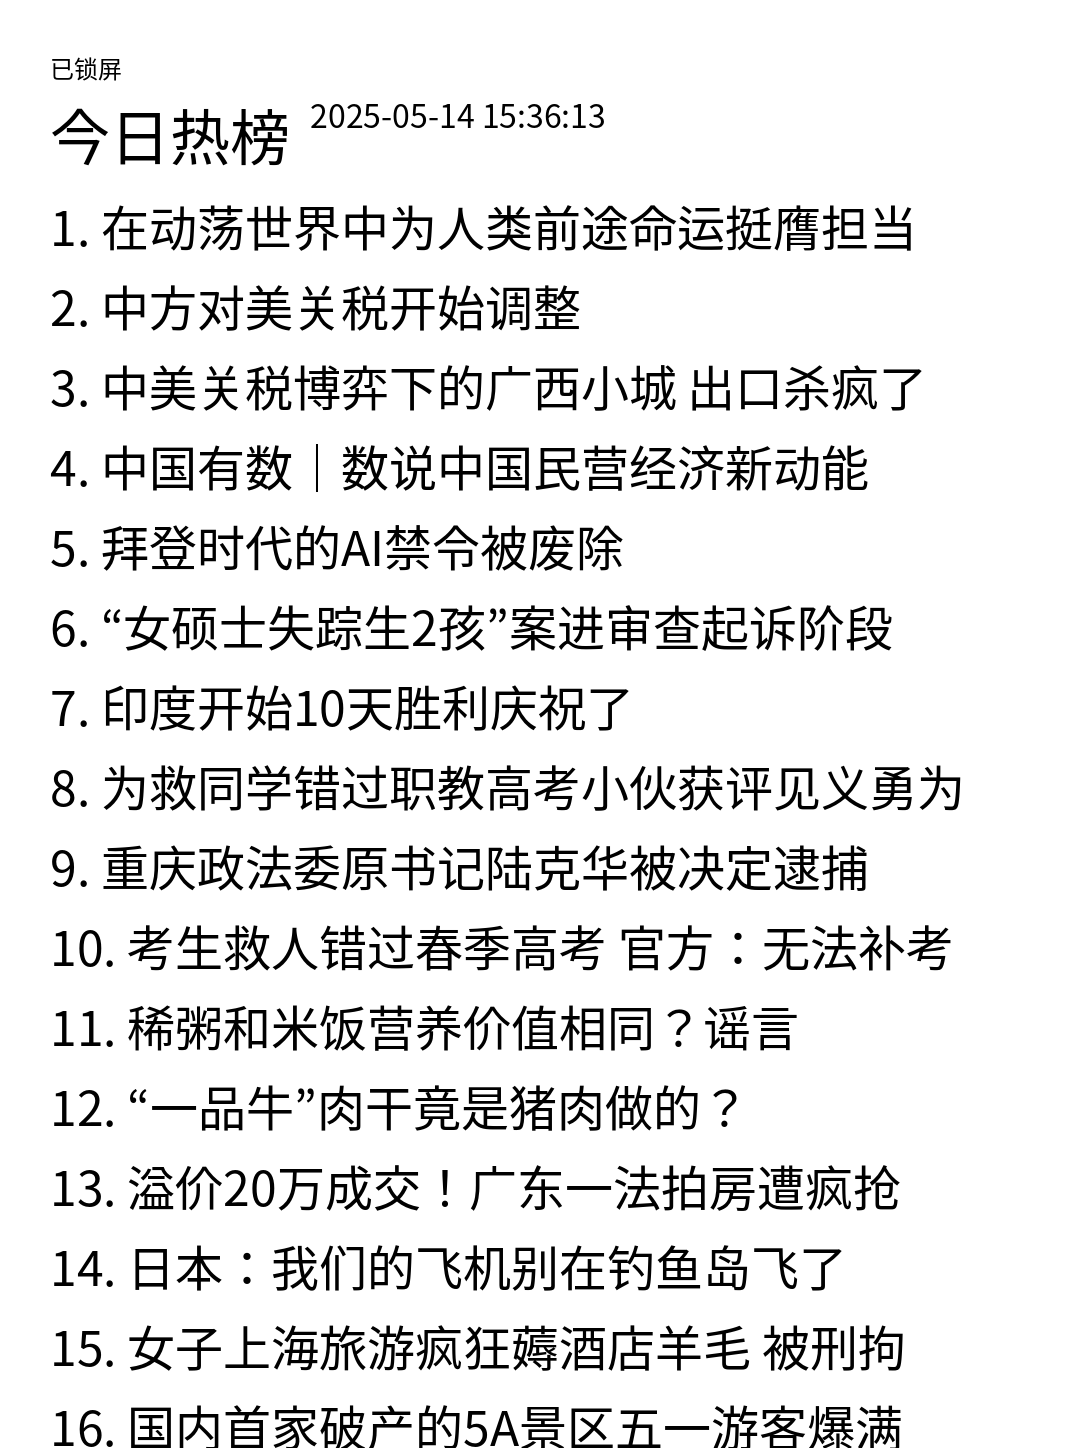 已锁屏
今日热榜 2025-05-14 15:36:13
1. 在动荡世界中为人类前途命运挺膺担当
2. 中方对美关税开始调整
3. 中美关税博弈下的广西小城 出口杀疯了
4. 中国有数｜数说中国民营经济新动能
5. 拜登时代的AI禁令被废除
6. “女硕士失踪生2孩”案进审查起诉阶段
7. 印度开始10天胜利庆祝了
8. 为救同学错过职教高考小伙获评见义勇为
9. 重庆政法委原书记陆克华被决定逮捕
10. 考生救人错过春季高考 官方：无法补考
11. 稀粥和米饭营养价值相同？谣言
12. “一品牛”肉干竟是猪肉做的？
13. 溢价20万成交！广东一法拍房遭疯抢
14. 日本：我们的飞机别在钓鱼岛飞了
15. 女子上海旅游疯狂薅酒店羊毛 被刑拘
16. 国内首家破产的5A景区五一游客爆满